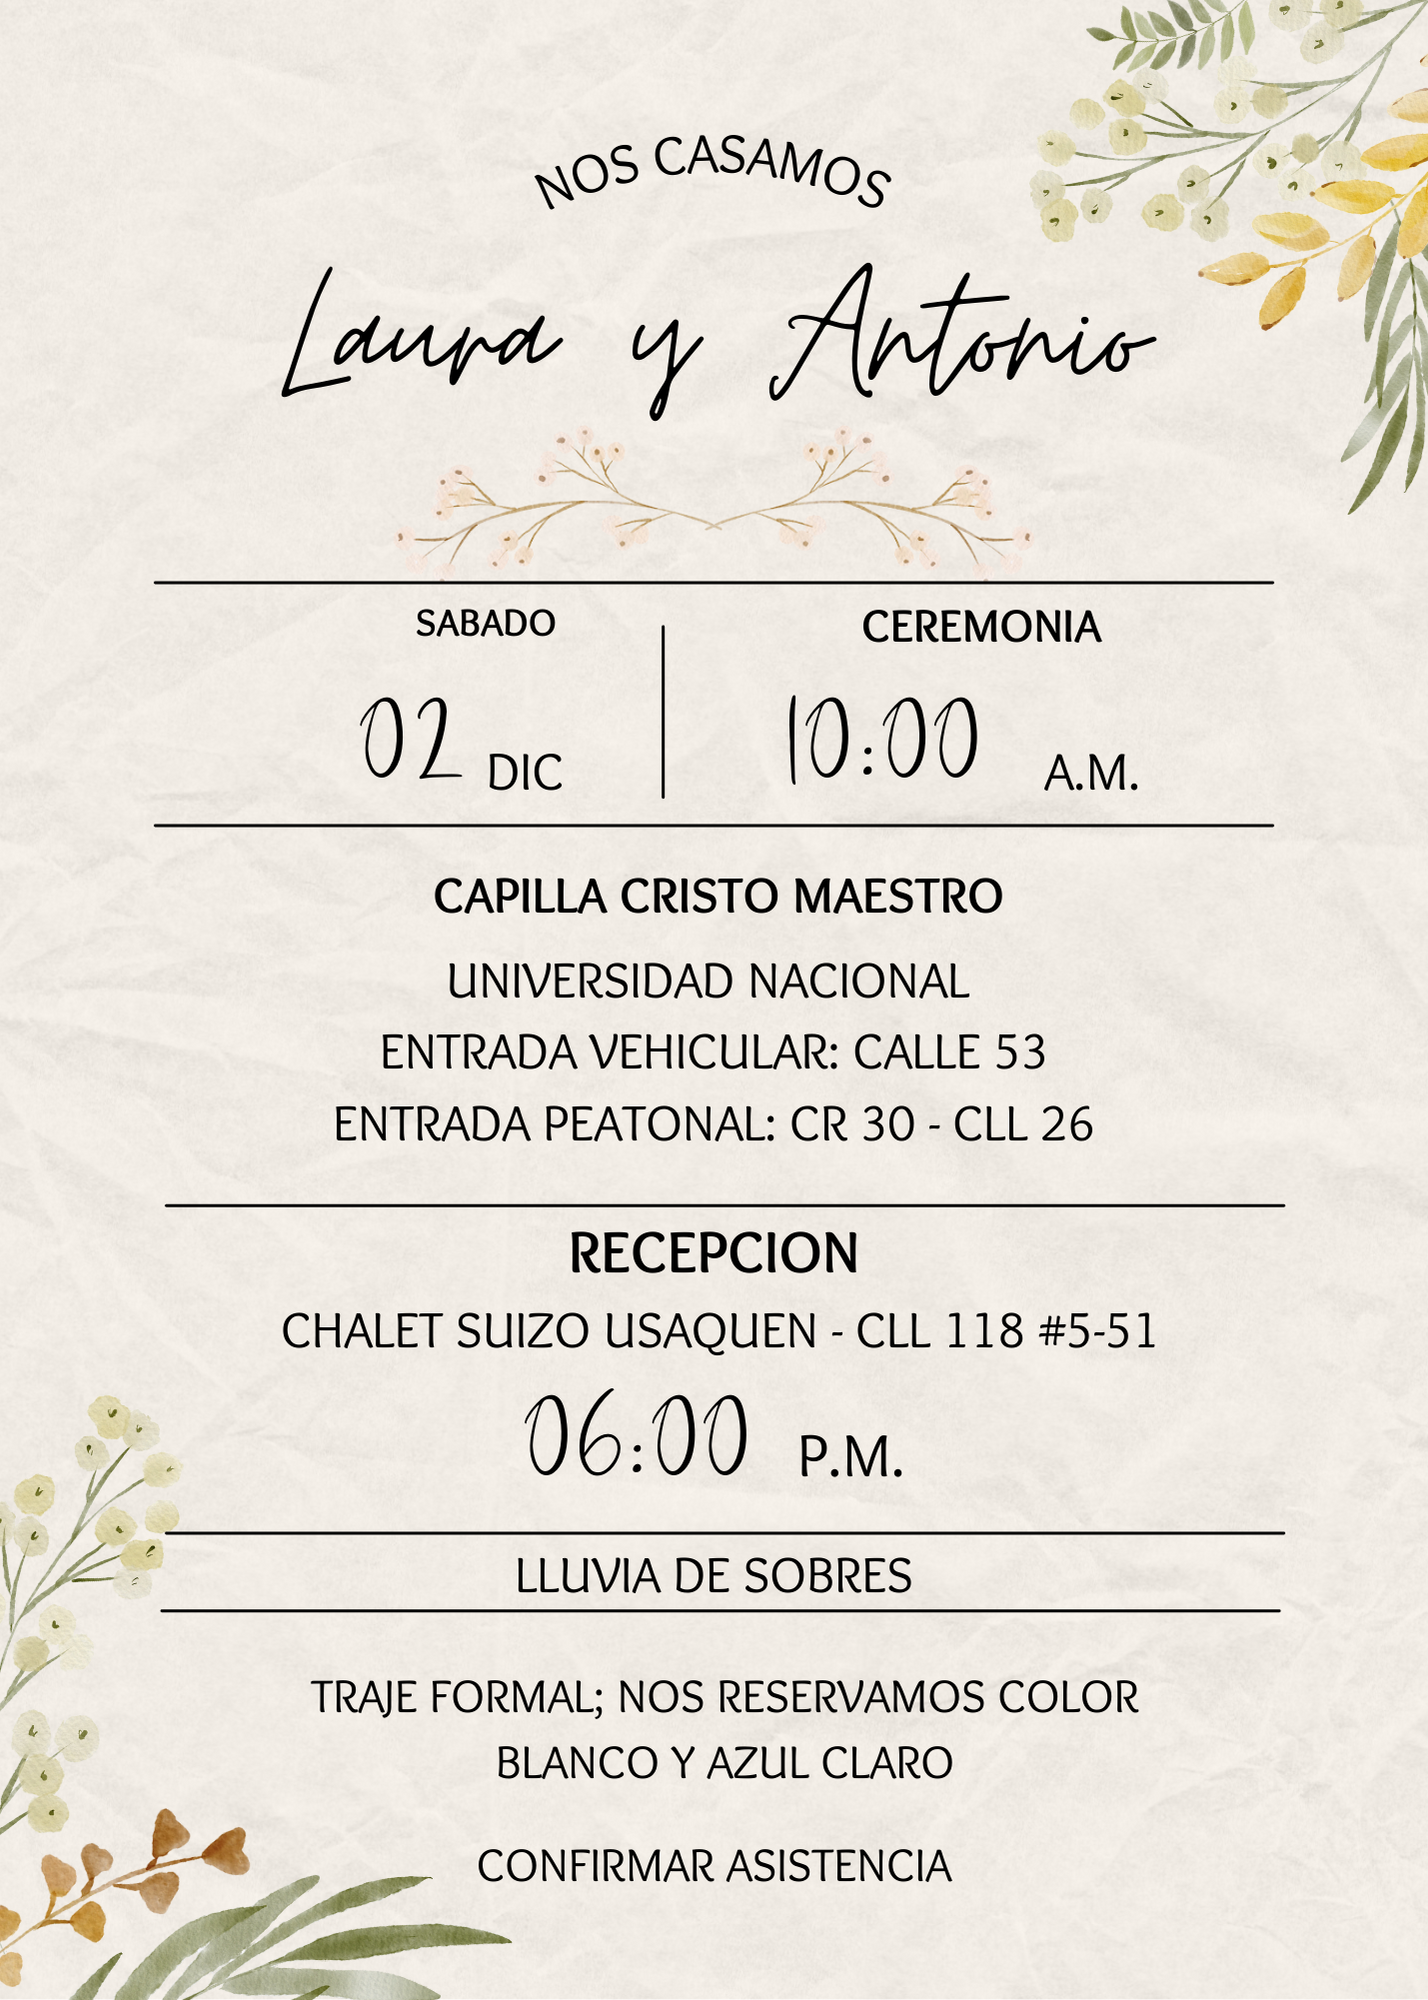 NOS CASAMOS
Laura y Antonio
SABADO
02 DIC
CEREMONIA
10:00 A.M.
CAPILLA CRISTO MAESTRO
UNIVERSIDAD NACIONAL
ENTRADA VEHICULAR: CALLE 53
ENTRADA PEATONAL: CR 30 - CLL 26
RECEPCION
CHALET SUIZO USAQUEN - CLL 118 #5-51
06:00 P.M.
LLUVIA DE SOBRES
TRAJE FORMAL; NOS RESERVAMOS COLOR
BLANCO Y AZUL CLARO
CONFIRMAR ASISTENCIA